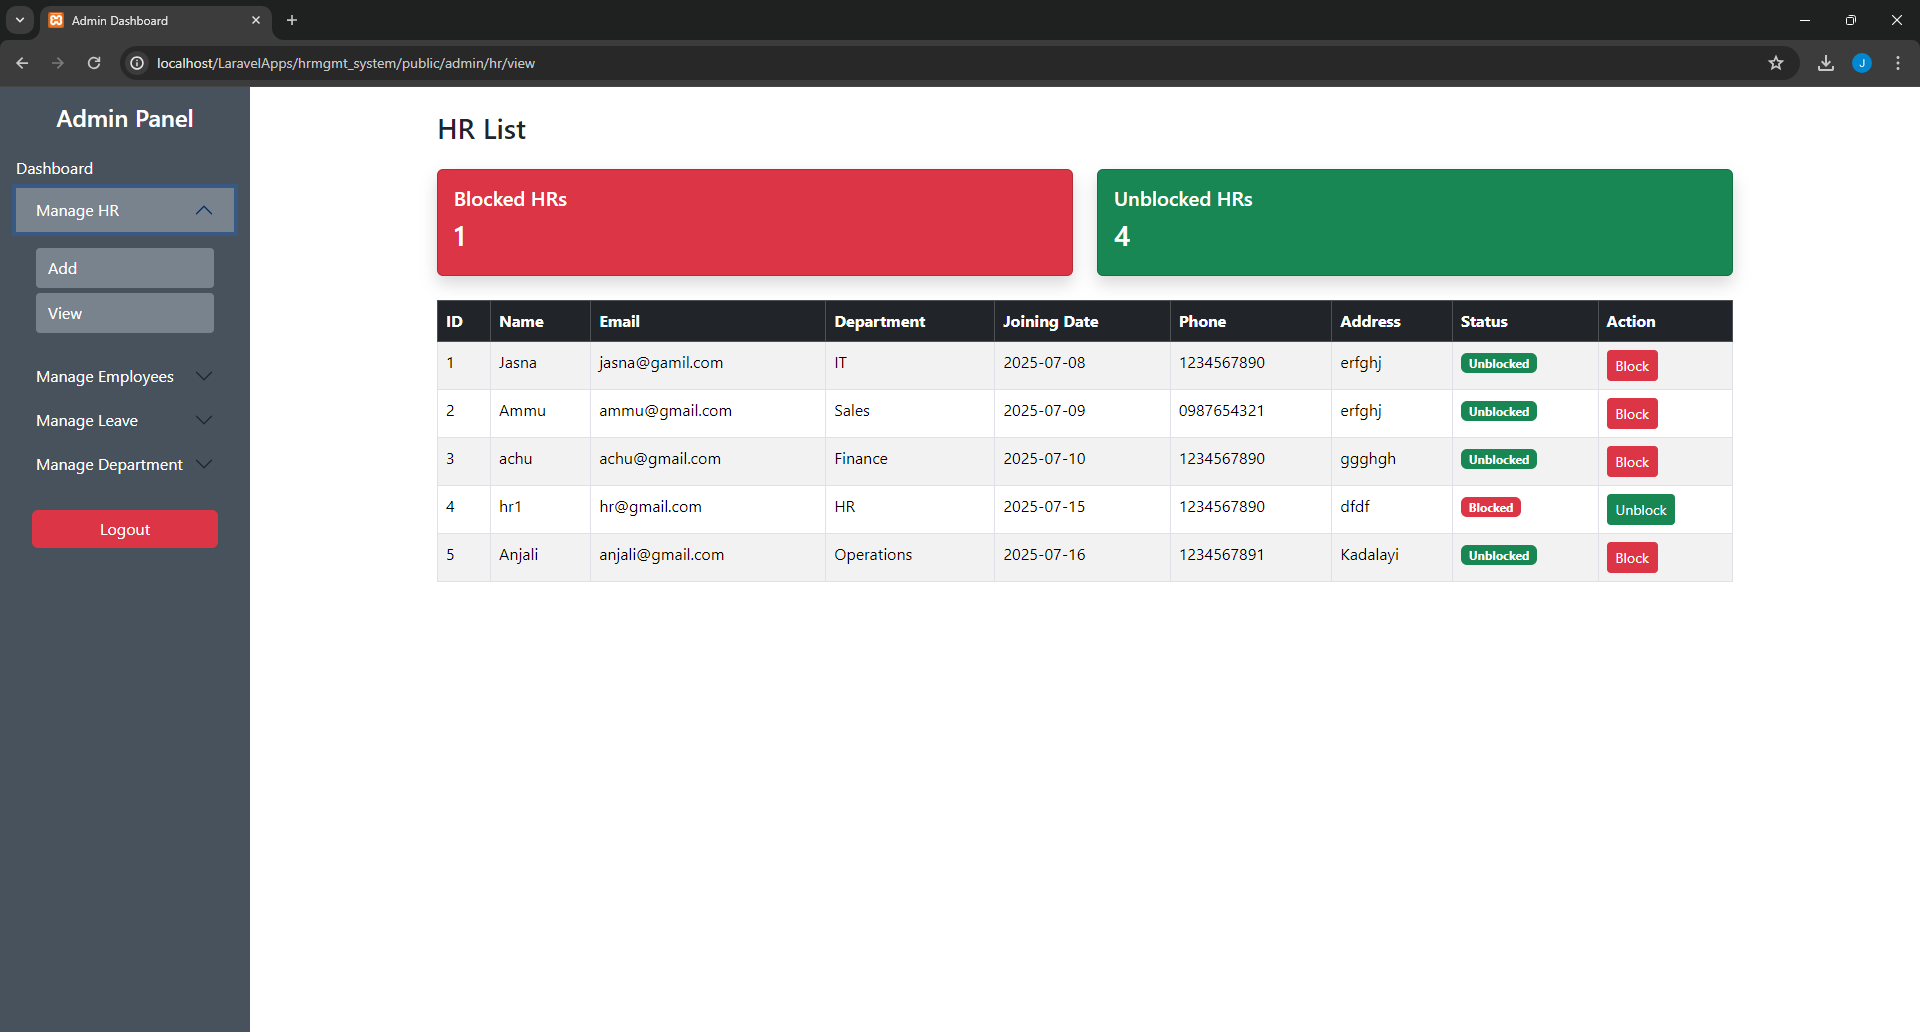 Admin Dashboard
localhost/LaravelApps/hrmgmt_system/public/admin/hr/view
J
Admin Panel
Dashboard
Manage HR
Add
View
Manage Employees
Manage Leave
Manage Department
Logout
HR List
Blocked HRs
1
Unblocked HRs
4
ID Name Email Department Joining Date Phone Address Status Action
1 Jasna jasna@gamil.com IT 2025-07-08 1234567890 erfghj Unblocked Block
2 Ammu ammu@gmail.com Sales 2025-07-09 0987654321 erfghj Unblocked Block
3 achu achu@gmail.com Finance 2025-07-10 1234567890 ggghgh Unblocked Block
4 hr1 hr@gmail.com HR 2025-07-15 1234567890 dfdf Blocked Unblock
5 Anjali anjali@gmail.com Operations 2025-07-16 1234567891 Kadalayi Unblocked Block